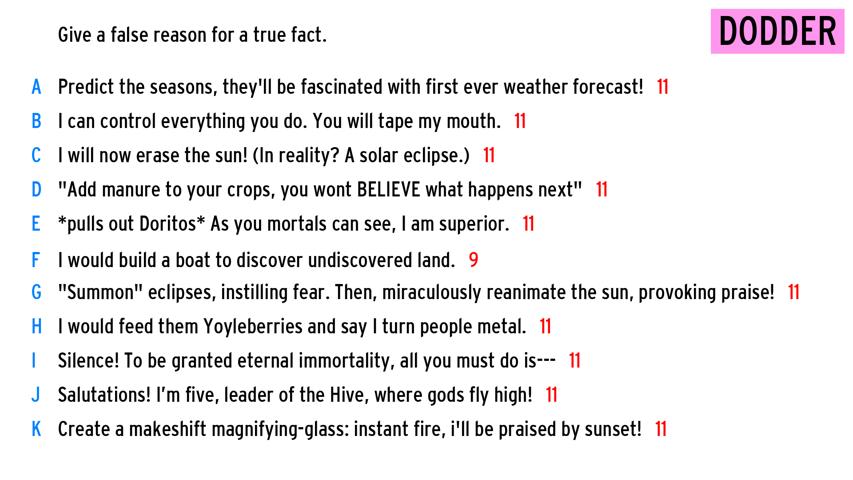 Give a false reason for a true fact.
DODDER
A Predict the seasons, they'll be fascinated with first ever weather forecast! 11
B I can control everything you do. You will tape my mouth. 11
C I will now erase the sun! (In reality? A solar eclipse.) 11
D "Add manure to your crops, you wont BELIEVE what happens next" 11
E *pulls out Doritos* As you mortals can see, I am superior. 11
F I would build a boat to discover undiscovered land. 9
G "Summon" eclipses, instilling fear. Then, miraculously reanimate the sun, provoking praise! 11
H I would feed them Yoyleberries and say I turn people metal. 11
I Silence! To be granted eternal immortality, all you must do is--- 11
J Salutations! I'm five, leader of the Hive, where gods fly high! 11
K Create a makeshift magnifying-glass: instant fire, i'll be praised by sunset! 11